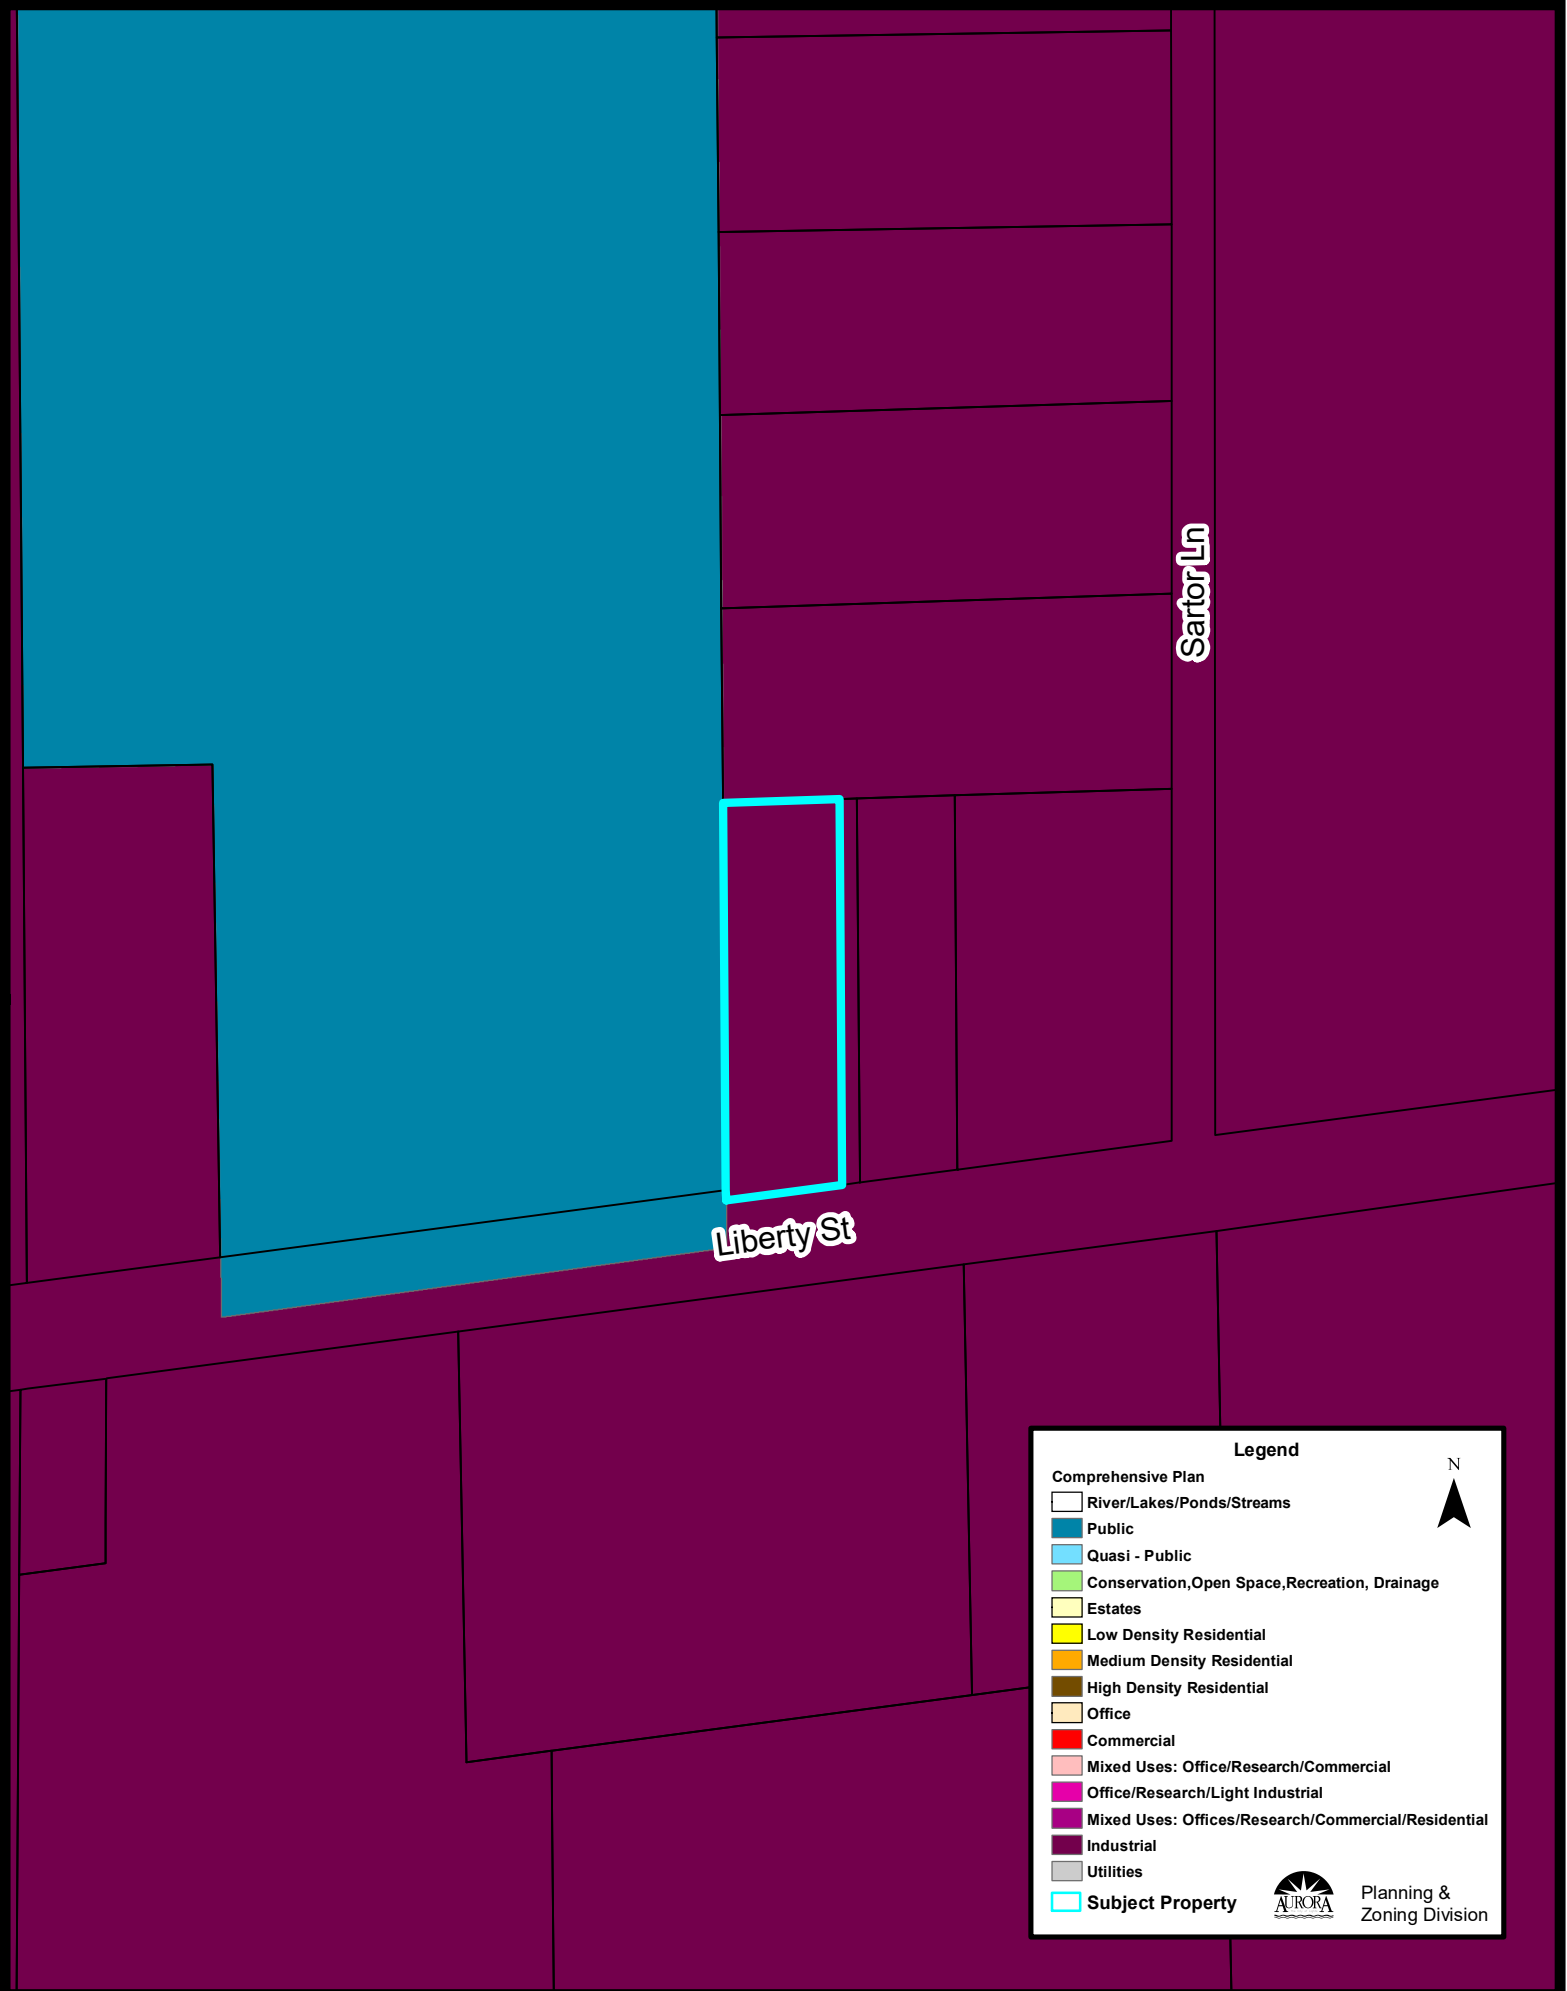 Sartor Ln
Liberty St
Legend
N
Comprehensive Plan
River/Lakes/Ponds/Streams
Public
Quasi - Public
Conservation,Open Space,Recreation, Drainage
Estates
Low Density Residential
Medium Density Residential
High Density Residential
Office
Commercial
Mixed Uses: Office/Research/Commercial
Office/Research/Light Industrial
Mixed Uses: Offices/Research/Commercial/Residential
Industrial
Utilities
Subject Property
AURORA
Planning &
Zoning Division